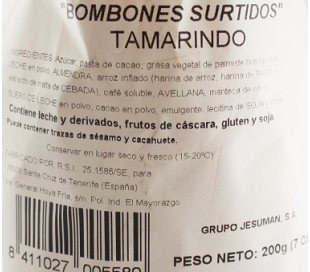 "BOMBONES SURTIDOS"
TAMARINDO
INGREDIENTES: Azúcar, pasta de cacao, grasa vegetal de palmiste
LECHE en polvo, ALMENDRA, arroz inflado (harina de arroz, harina de
extracto de malta de CEBADA), café soluble, AVELLANA, manteca de
SUERO DE LECHE en polvo, cacao en polvo, emulgente: lecitina de SOJA
Contiene leche y derivados, frutos de cáscara, gluten y soja.
Puede contener trazas de sésamo y cacahuete.
Conservar en lugar seco y fresco (15-20ºC)
FABRICADO POR: R.S.I.: 25.1586/SE, para
Santa Cruz de Tenerife (España)
General Hoya Fría, s/n. Pol. Ind. El Mayorazgo
GRUPO JESUMAN, S.A.
PESO NETO: 200g (7
8 411027 005589